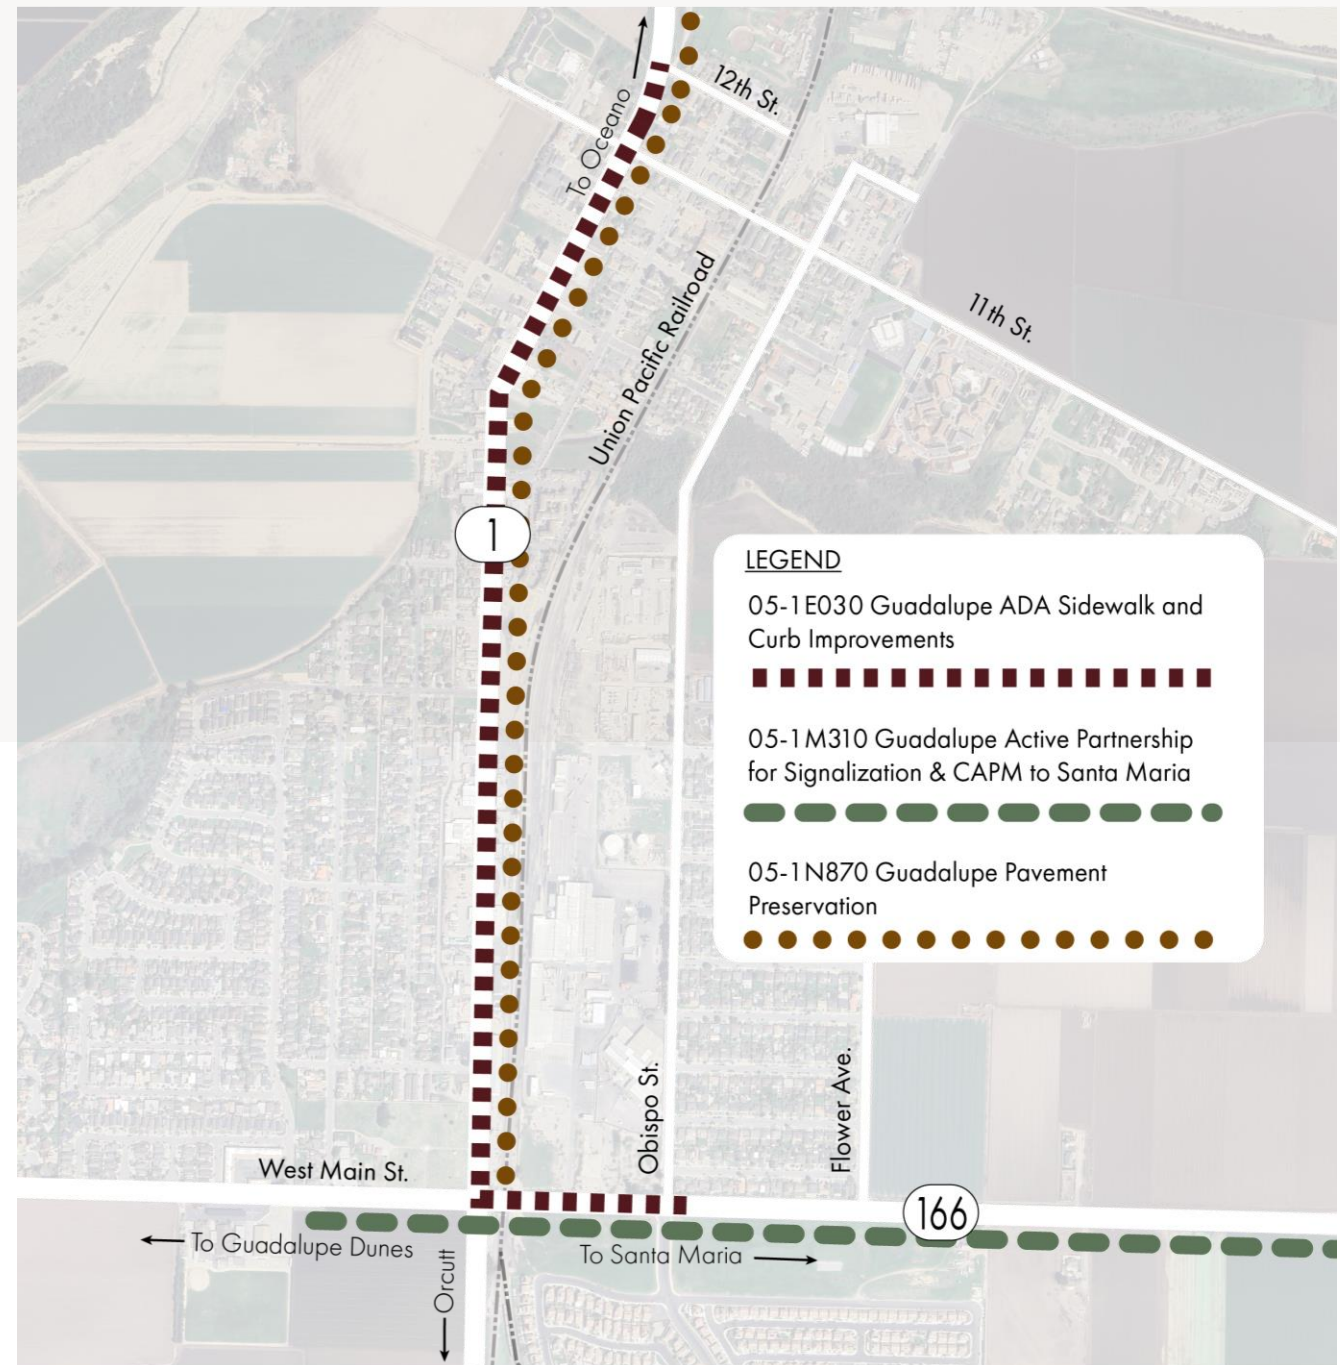 12th St.
To Oceano
11th St.
Union Pacific Railroad
1
LEGEND
05-1E030 Guadalupe ADA Sidewalk and
Curb Improvements
05-1M310 Guadalupe Active Partnership
for Signalization & CAPM to Santa Maria
05-1N870 Guadalupe Pavement
Preservation
Obispo St.
Flower Ave.
West Main St.
166
To Guadalupe Dunes
To Santa Maria
Orcutt